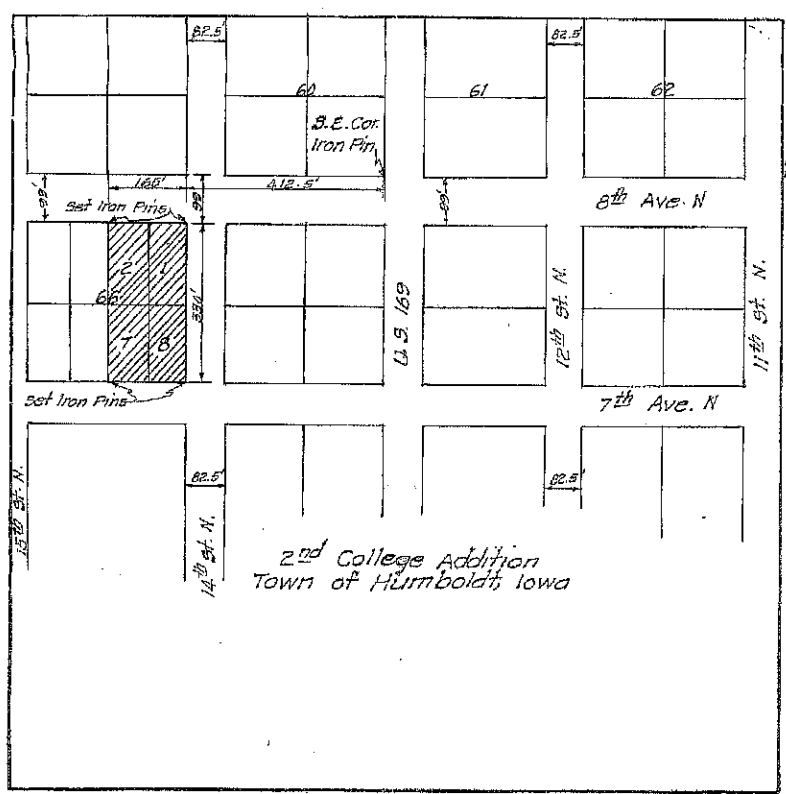 82.5'
82.5'
60
61
62
S.E. Cor.
Iron Pin
165'
412.5'
99'
99'
99'
8th Ave. N
Set Iron Pins
2
1
66
334'
7
8
U.S. 169
12th St. N.
11th St. N.
Set Iron Pins
7th Ave. N
82.5'
82.5'
15th St. N.
14th St. N.
2nd College Addition
Town of Humboldt, Iowa